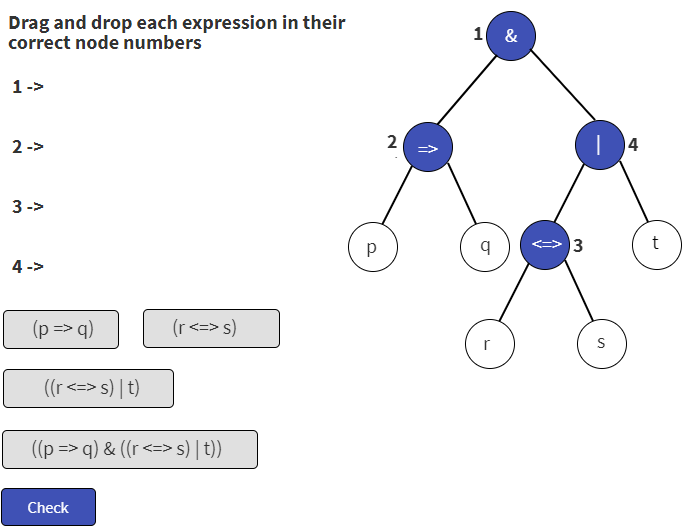 Drag and drop each expression in their
correct node numbers
1 ->
2 ->
3 ->
4 ->
(p => q)
(r <=> s)
((r <=> s) | t)
((p => q) & ((r <=> s) | t))
Check
1 &
2 =>
| 4
p
q
<=> 3
t
r
s